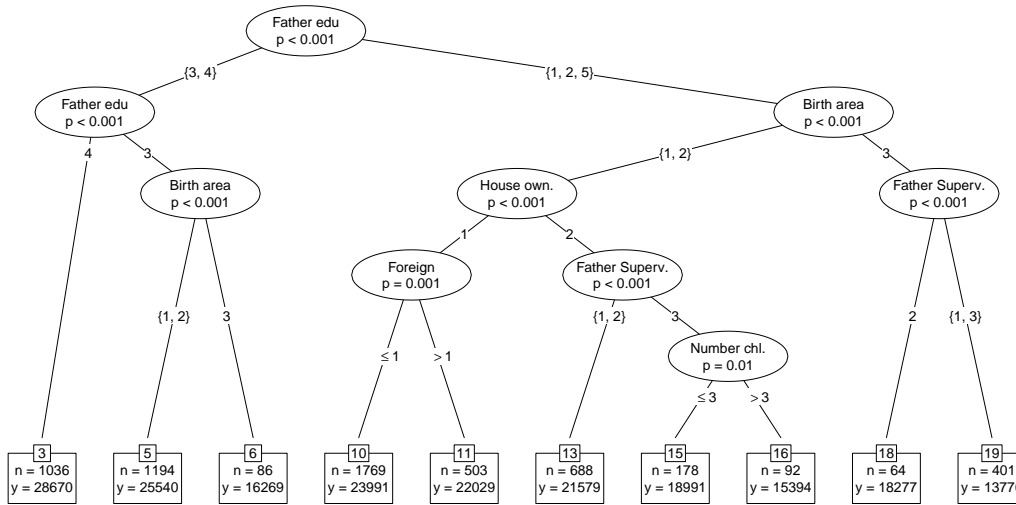 Father edu
p < 0.001
{3, 4}
{1, 2, 5}
Father edu
p < 0.001
Birth area
p < 0.001
4
3
{1, 2}
3
Birth area
p < 0.001
House own.
p < 0.001
Father Superv.
p < 0.001
1
2
Foreign
p = 0.001
Father Superv.
p < 0.001
{1, 2}
3
{1, 2}
3
2
{1, 3}
Number chl.
p = 0.01
≤ 1
> 1
≤ 3
> 3
3
n = 1036
y = 28670
5
n = 1194
y = 25540
6
n = 86
y = 16269
10
n = 1769
y = 23991
11
n = 503
y = 22029
13
n = 688
y = 21579
15
n = 178
y = 18991
16
n = 92
y = 15394
18
n = 64
y = 18277
19
n = 401
y = 1377